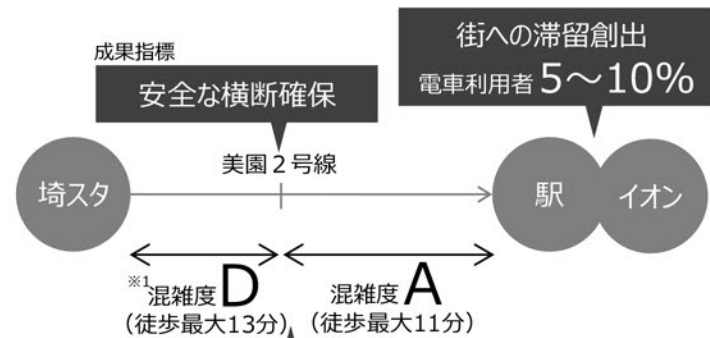 成果指標
安全な横断確保
街への滞留創出
電車利用者 5～10%
美園2号線
埼スタ
駅
イオン
※1混雑度D
（徒歩最大13分）
混雑度A
（徒歩最大11分）